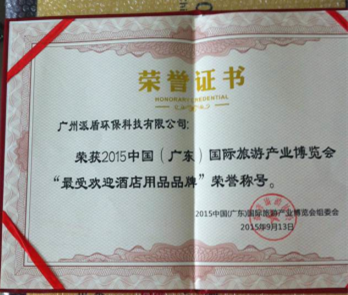 荣誉证书
HONORARY CREDENTIAL
广州派盾环保科技有限公司：
荣获2015中国（广东）国际旅游产业博览会
“最受欢迎酒店用品品牌”荣誉称号。
2015中国(广东)国际旅游产业博览会组委会
2015年9月13日